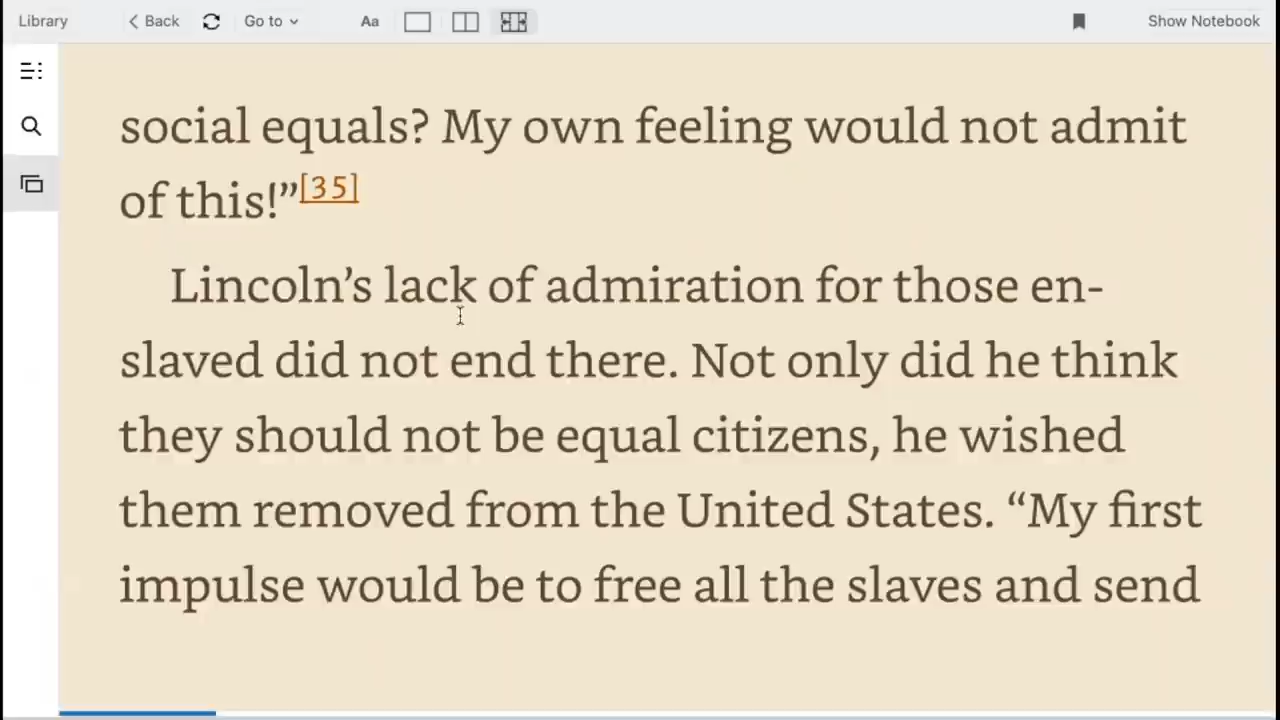 Library Back Go to Aa Show Notebook
social equals? My own feeling would not admit
of this!”[35]
Lincoln’s lack of admiration for those en-
slaved did not end there. Not only did he think
they should not be equal citizens, he wished
them removed from the United States. “My first
impulse would be to free all the slaves and send